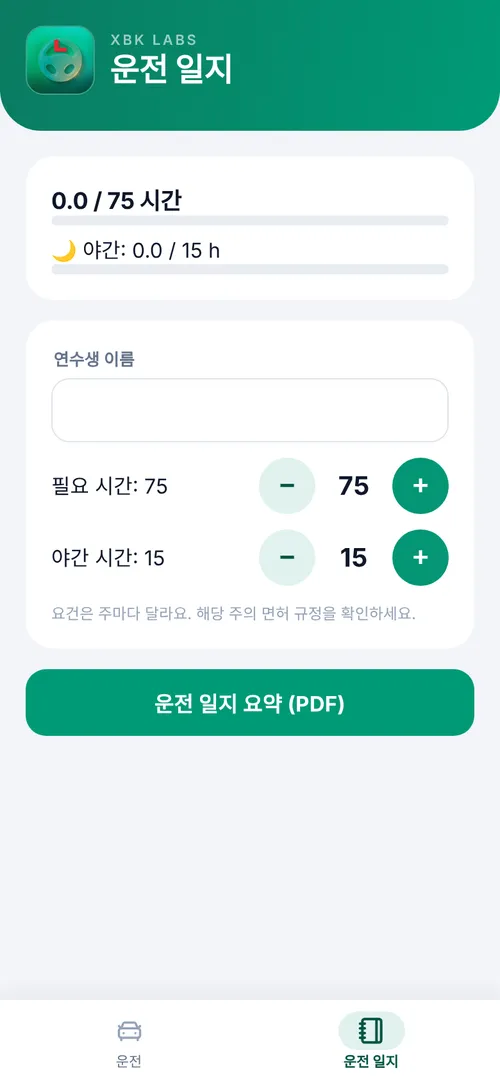 XBK LABS
운전 일지
0.0 / 75 시간
🌙 야간: 0.0 / 15 h
연수생 이름
필요 시간: 75
− 75 +
야간 시간: 15
− 15 +
요건은 주마다 달라요. 해당 주의 면허 규정을 확인하세요.
운전 일지 요약 (PDF)
운전
운전 일지